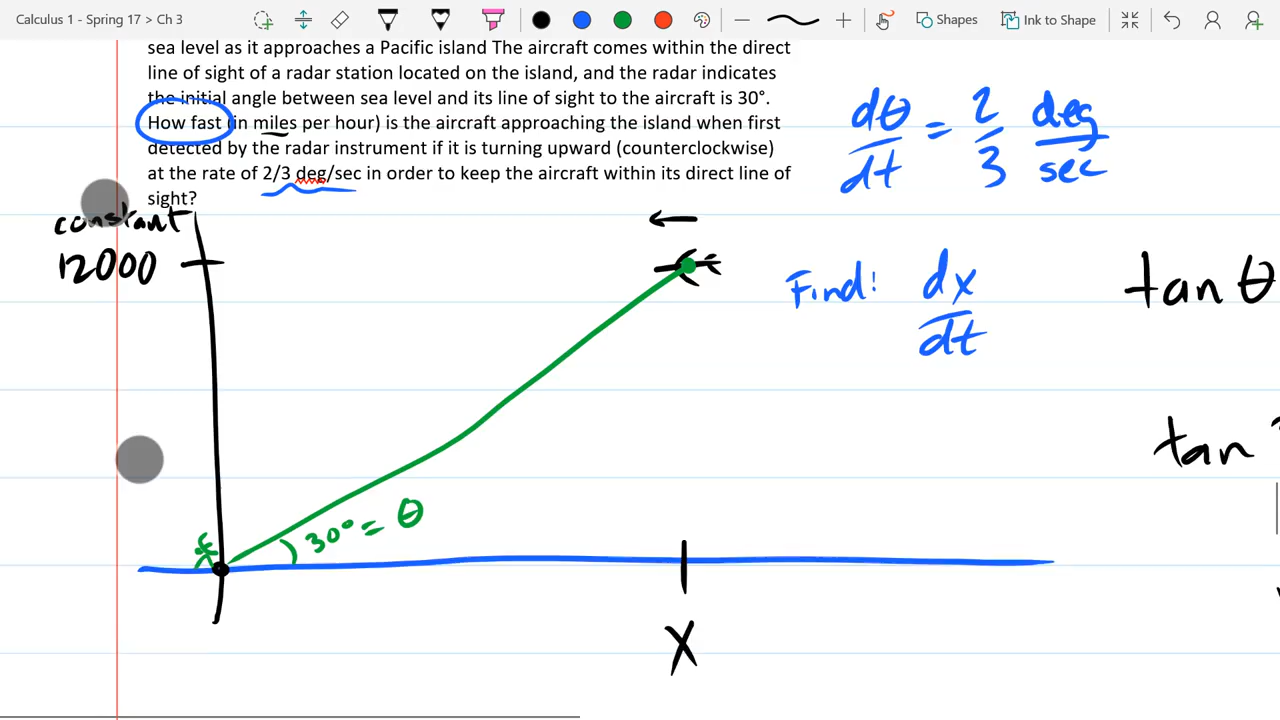 Calculus 1 - Spring 17 > Ch 3
Shapes
Ink to Shape
sea level as it approaches a Pacific island The aircraft comes within the direct
line of sight of a radar station located on the island, and the radar indicates
the initial angle between sea level and its line of sight to the aircraft is 30°.
How fast (in miles per hour) is the aircraft approaching the island when first
detected by the radar instrument if it is turning upward (counterclockwise)
at the rate of 2/3 deg/sec in order to keep the aircraft within its direct line of
sight?
dθ/dt = 2/3 deg/sec
constant
12000
Find: dx/dt
tan θ
tan
30° = θ
X